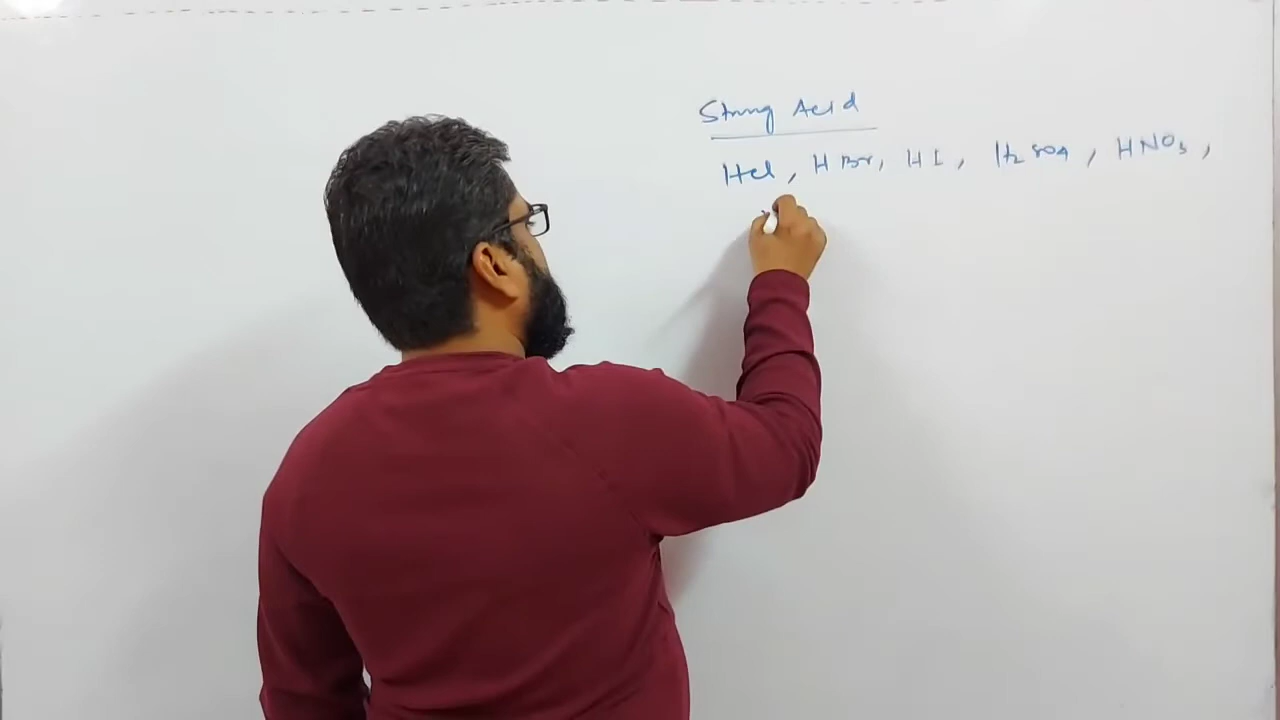 Strong Acid
HCl, HBr, HI, H₂SO₄, HNO₃,